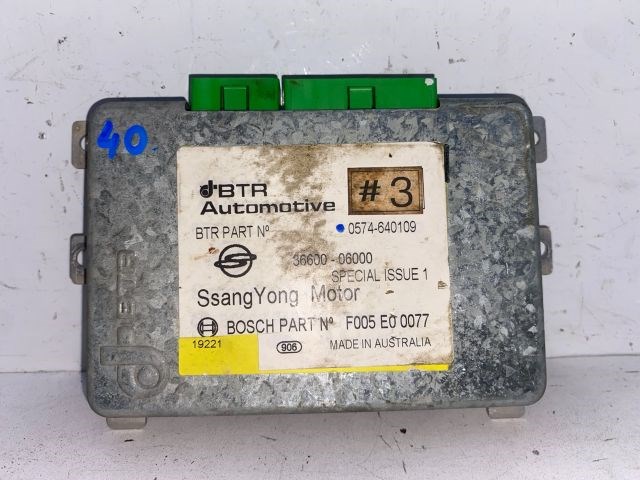 40
BTR
Automotive
#3
BTR PART Nº 0574-640109
36600-06000
SPECIAL ISSUE 1
SsangYong Motor
BOSCH PART Nº F005 E0 0077
19221 906 MADE IN AUSTRALIA
BTR